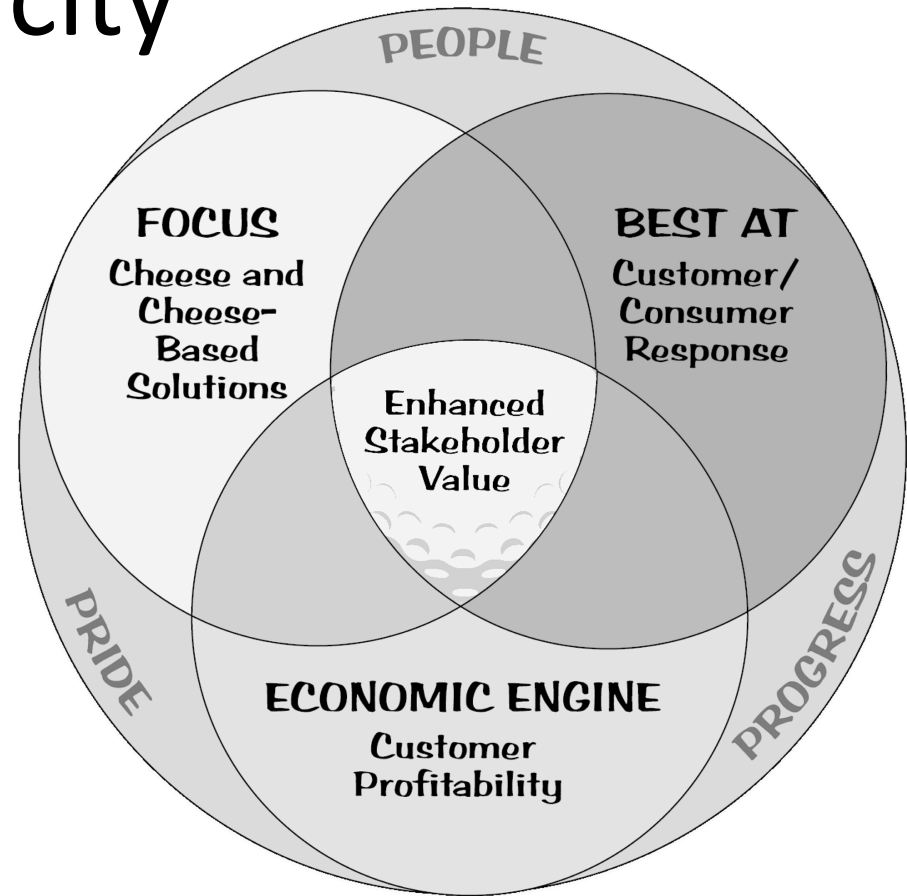 city
PEOPLE
FOCUS
Cheese and
Cheese-
Based
Solutions
BEST AT
Customer/
Consumer
Response
Enhanced
Stakeholder
Value
PRIDE
PROGRESS
ECONOMIC ENGINE
Customer
Profitability